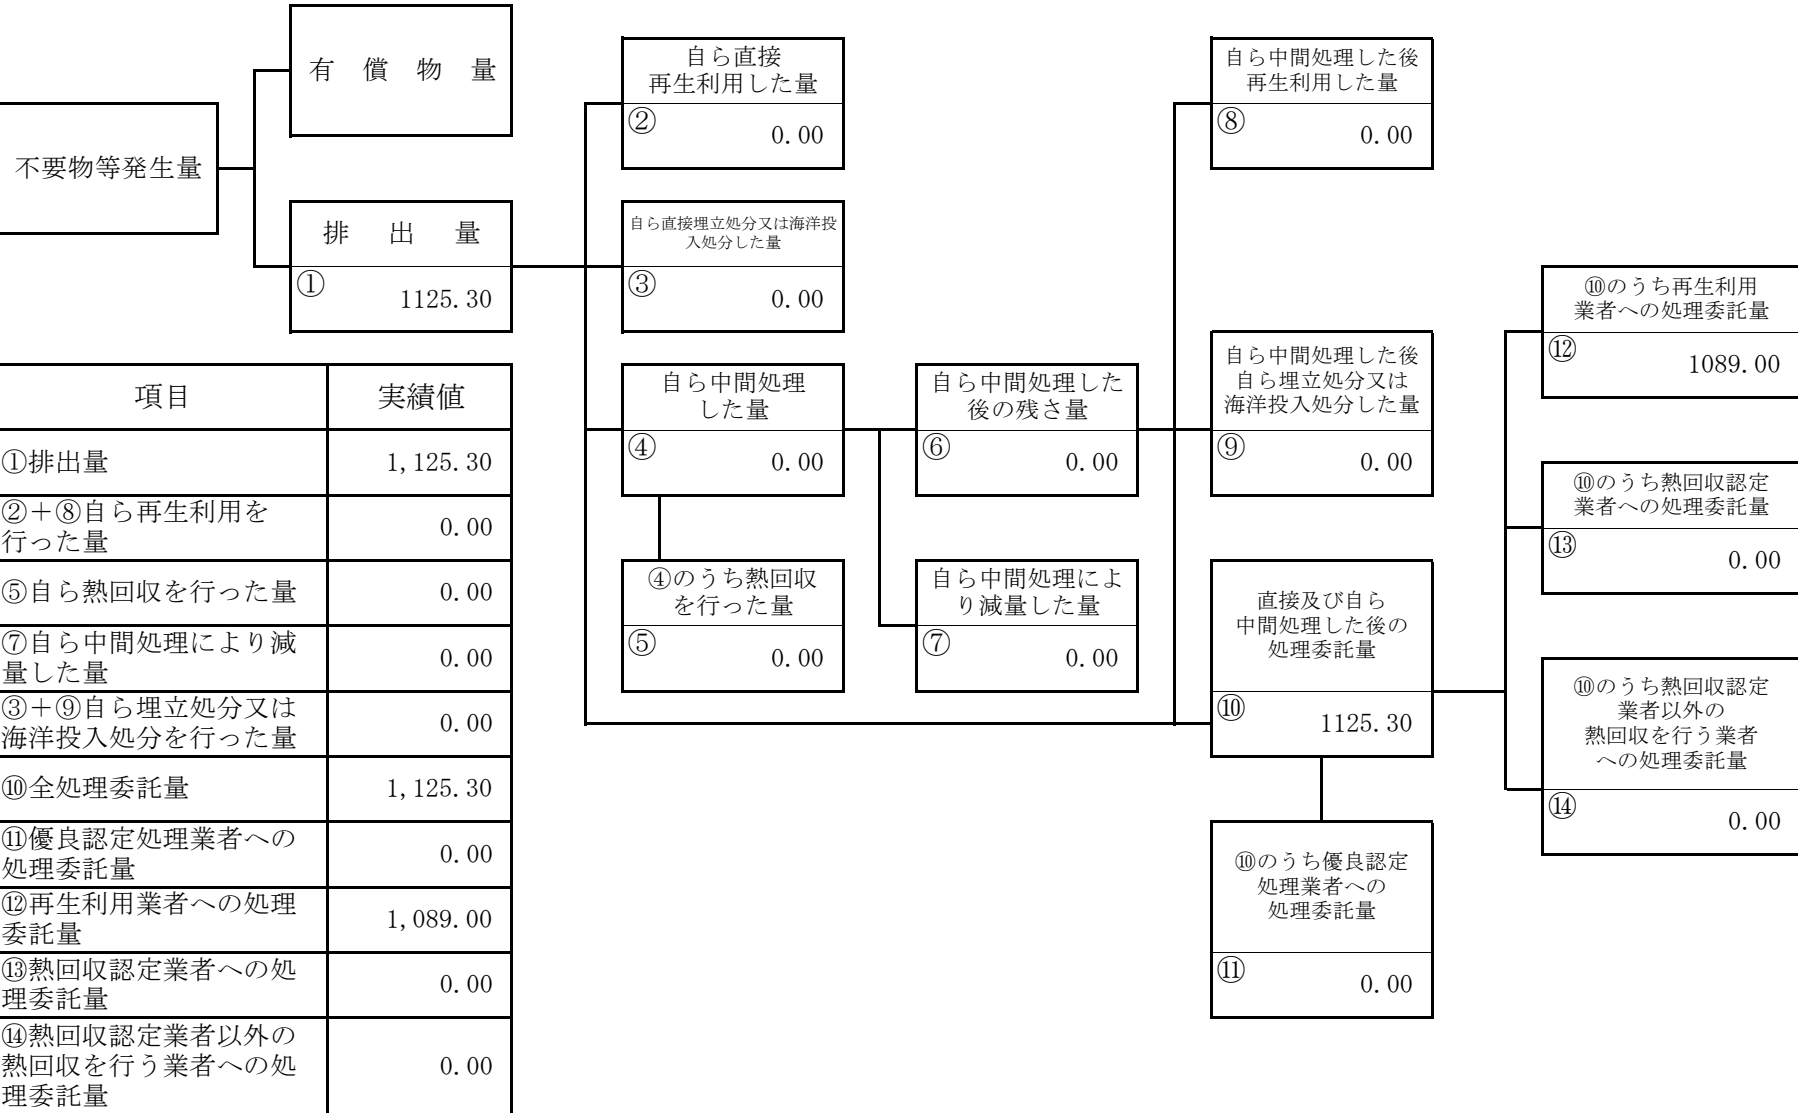 不要物等発生量
有 償 物 量
排 出 量
①
1125.30
自ら直接
再生利用した量
②
0.00
自ら直接埋立処分又は海洋投
入処分した量
③
0.00
自ら中間処理
した量
④
0.00
④のうち熱回収
を行った量
⑤
0.00
自ら中間処理した
後の残さ量
⑥
0.00
自ら中間処理によ
り減量した量
⑦
0.00
自ら中間処理した後
再生利用した量
⑧
0.00
自ら中間処理した後
自ら埋立処分又は
海洋投入処分した量
⑨
0.00
直接及び自ら
中間処理した後の
処理委託量
⑩
1125.30
⑩のうち優良認定
処理業者への
処理委託量
⑪
0.00
⑩のうち再生利用
業者への処理委託量
⑫
1089.00
⑩のうち熱回収認定
業者への処理委託量
⑬
0.00
⑩のうち熱回収認定
業者以外の
熱回収を行う業者
への処理委託量
⑭
0.00
項目 実績値
①排出量 1,125.30
②＋⑧自ら再生利用を
行った量 0.00
⑤自ら熱回収を行った量 0.00
⑦自ら中間処理により減
量した量 0.00
③＋⑨自ら埋立処分又は
海洋投入処分を行った量 0.00
⑩全処理委託量 1,125.30
⑪優良認定処理業者への
処理委託量 0.00
⑫再生利用業者への処理
委託量 1,089.00
⑬熱回収認定業者への処
理委託量 0.00
⑭熱回収認定業者以外の
熱回収を行う業者への処
理委託量 0.00